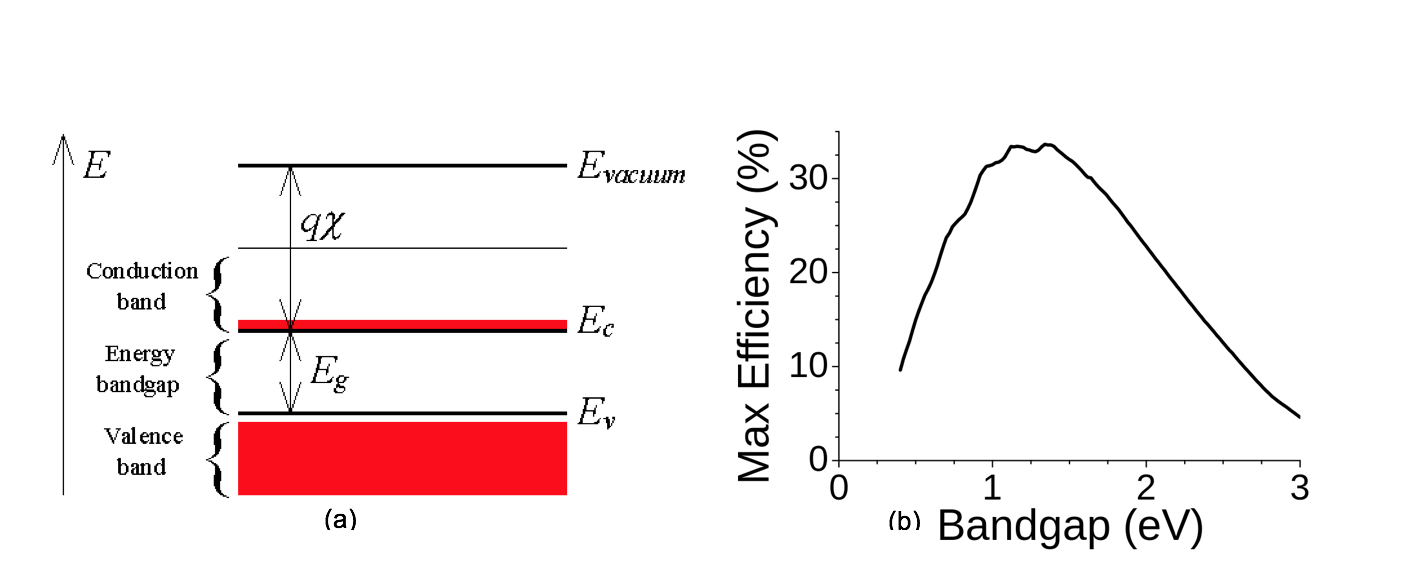 E
E_vacuum
qχ
Conduction
band
E_c
Energy
bandgap
E_g
E_v
Valence
band
(a)
Max Efficiency (%)
30
20
10
0
0 1 2 3
(b) Bandgap (eV)